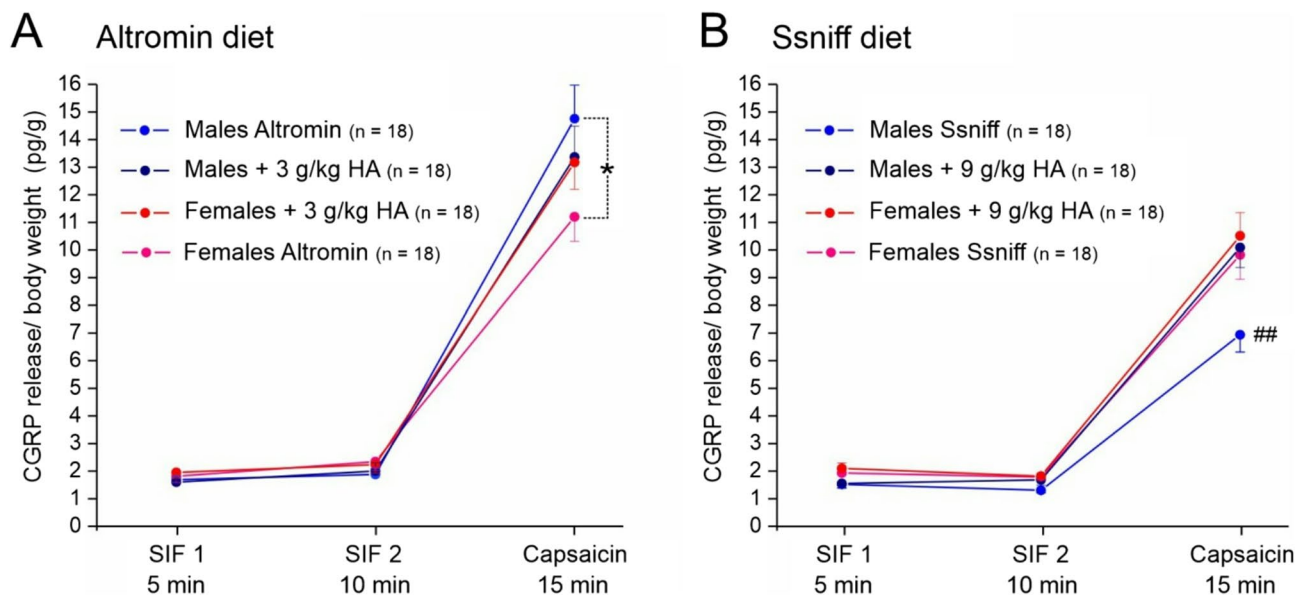 A Altromin diet
CGRP release/ body weight (pg/g)
16
15
14
13
12
11
10
9
8
7
6
5
4
3
2
1
0
Males Altromin (n = 18)
Males + 3 g/kg HA (n = 18)
Females + 3 g/kg HA (n = 18)
Females Altromin (n = 18)
*
SIF 1 SIF 2 Capsaicin
5 min 10 min 15 min
B Ssniff diet
CGRP release/ body weight (pg/g)
16
15
14
13
12
11
10
9
8
7
6
5
4
3
2
1
0
Males Ssniff (n = 18)
Males + 9 g/kg HA (n = 18)
Females + 9 g/kg HA (n = 18)
Females Ssniff (n = 18)
##
SIF 1 SIF 2 Capsaicin
5 min 10 min 15 min